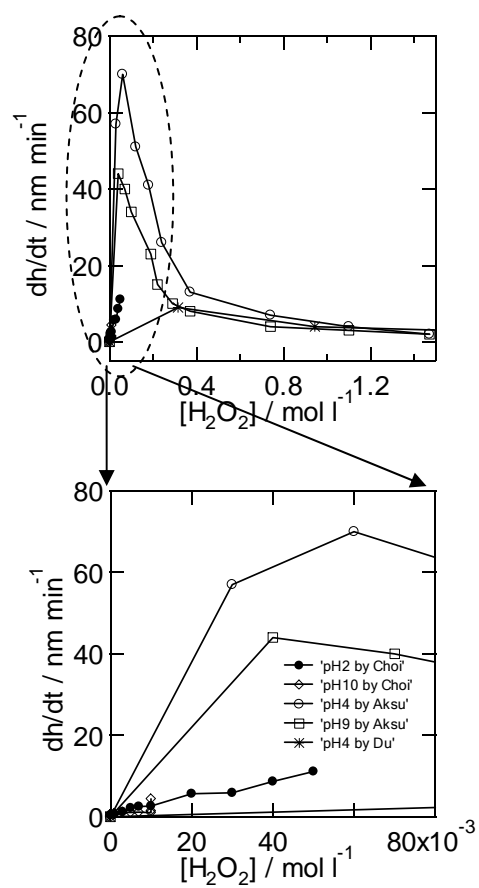 80
60
40
20
0
dh/dt / nm min-1
0.0 0.4 0.8 1.2
[H2O2] / mol l-1
80
60
40
20
0
dh/dt / nm min-1
'pH2 by Choi'
'pH10 by Choi'
'pH4 by Aksu'
'pH9 by Aksu'
'pH4 by Du'
0 20 40 60 80x10-3
[H2O2] / mol l-1